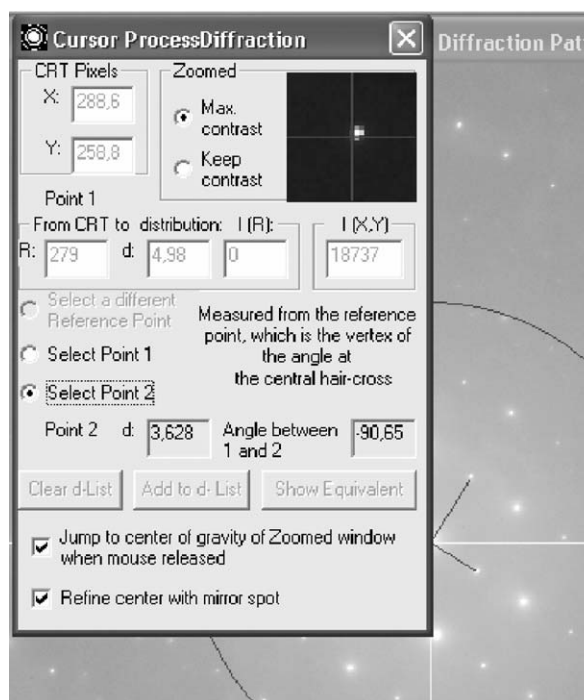 Cursor ProcessDiffraction
Diffraction Pat
CRT Pixels
X: 288,6
Y: 258,8
Zoomed
Max. contrast
Keep contrast
Point 1
From CRT to distribution: I (R):
I (X,Y)
R: 279 d: 4,98 0
18737
Select a different
Reference Point
Select Point 1
Select Point 2
Measured from the reference
point, which is the vertex of
the angle at
the central hair-cross
Point 2 d: 3,628 Angle between
1 and 2 -90,65
Clear d-List Add to d- List Show Equivalent
Jump to center of gravity of Zoomed window
when mouse released
Refine center with mirror spot